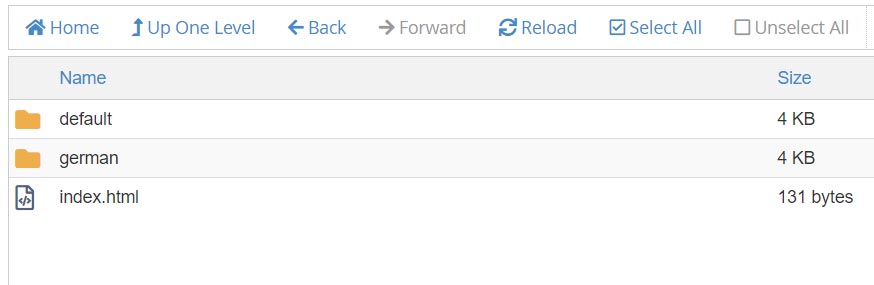 Home Up One Level Back Forward Reload Select All Unselect All
Name Size
default 4 KB
german 4 KB
index.html 131 bytes